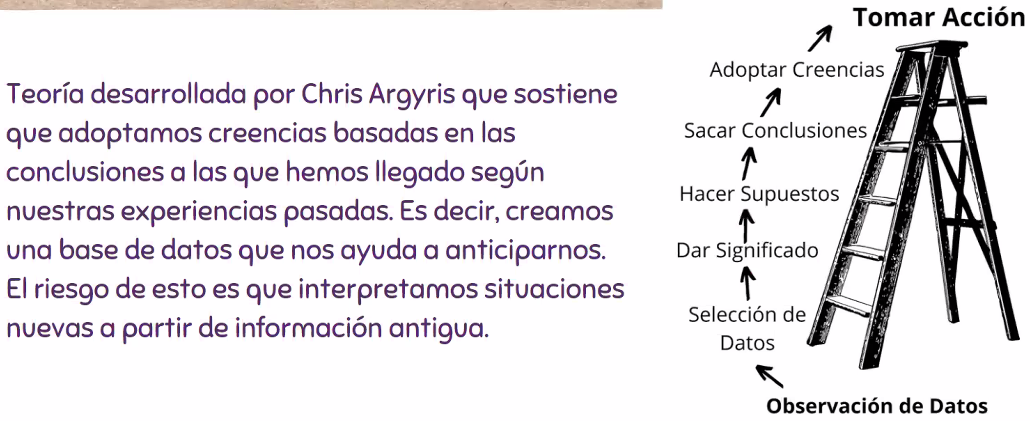 Teoría desarrollada por Chris Argyris que sostiene
que adoptamos creencias basadas en las
conclusiones a las que hemos llegado según
nuestras experiencias pasadas. Es decir, creamos
una base de datos que nos ayuda a anticiparnos.
El riesgo de esto es que interpretamos situaciones
nuevas a partir de información antigua.
Tomar Acción
Adoptar Creencias
Sacar Conclusiones
Hacer Supuestos
Dar Significado
Selección de
Datos
Observación de Datos